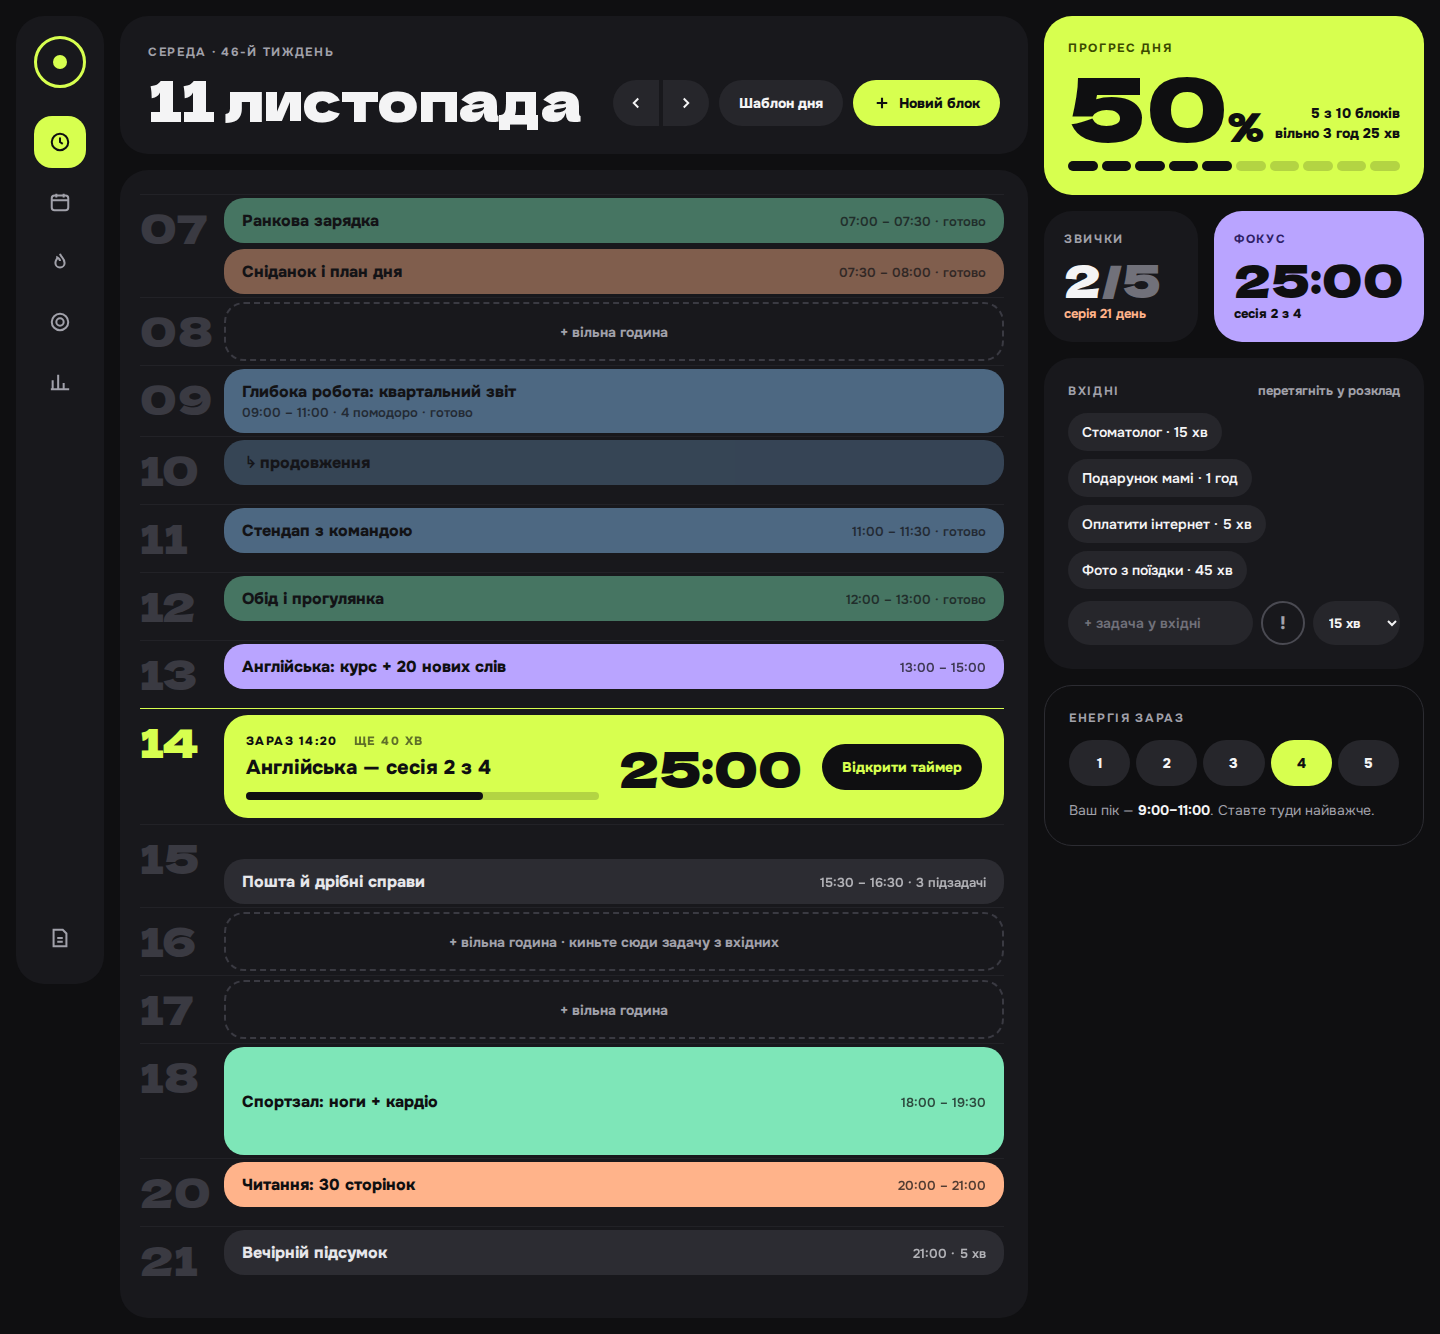 СЕРЕДА · 46-Й ТИЖДЕНЬ
11 листопада
Шаблон дня
+ Новий блок
07
Ранкова зарядка
07:00 – 07:30 · готово
Сніданок і план дня
07:30 – 08:00 · готово
08
+ вільна година
09
Глибока робота: квартальний звіт
09:00 – 11:00 · 4 помодоро · готово
10
↳ продовження
11
Стендап з командою
11:00 – 11:30 · готово
12
Обід і прогулянка
12:00 – 13:00 · готово
13
Англійська: курс + 20 нових слів
13:00 – 15:00
14
ЗАРАЗ 14:20 ЩЕ 40 ХВ
Англійська — сесія 2 з 4
25:00
Відкрити таймер
15
Пошта й дрібні справи
15:30 – 16:30 · 3 підзадачі
16
+ вільна година · киньте сюди задачу з вхідних
17
+ вільна година
18
Спортзал: ноги + кардіо
18:00 – 19:30
20
Читання: 30 сторінок
20:00 – 21:00
21
Вечірній підсумок
21:00 · 5 хв
ПРОГРЕС ДНЯ
50%
5 з 10 блоків
вільно 3 год 25 хв
ЗВИЧКИ
2/5
серія 21 день
ФОКУС
25:00
сесія 2 з 4
ВХІДНІ
перетягніть у розклад
Стоматолог · 15 хв
Подарунок мамі · 1 год
Оплатити інтернет · 5 хв
Фото з поїздки · 45 хв
+ задача у вхідні
!
15 хв
ЕНЕРГІЯ ЗАРАЗ
1 2 3 4 5
Ваш пік — 9:00–11:00. Ставте туди найважче.